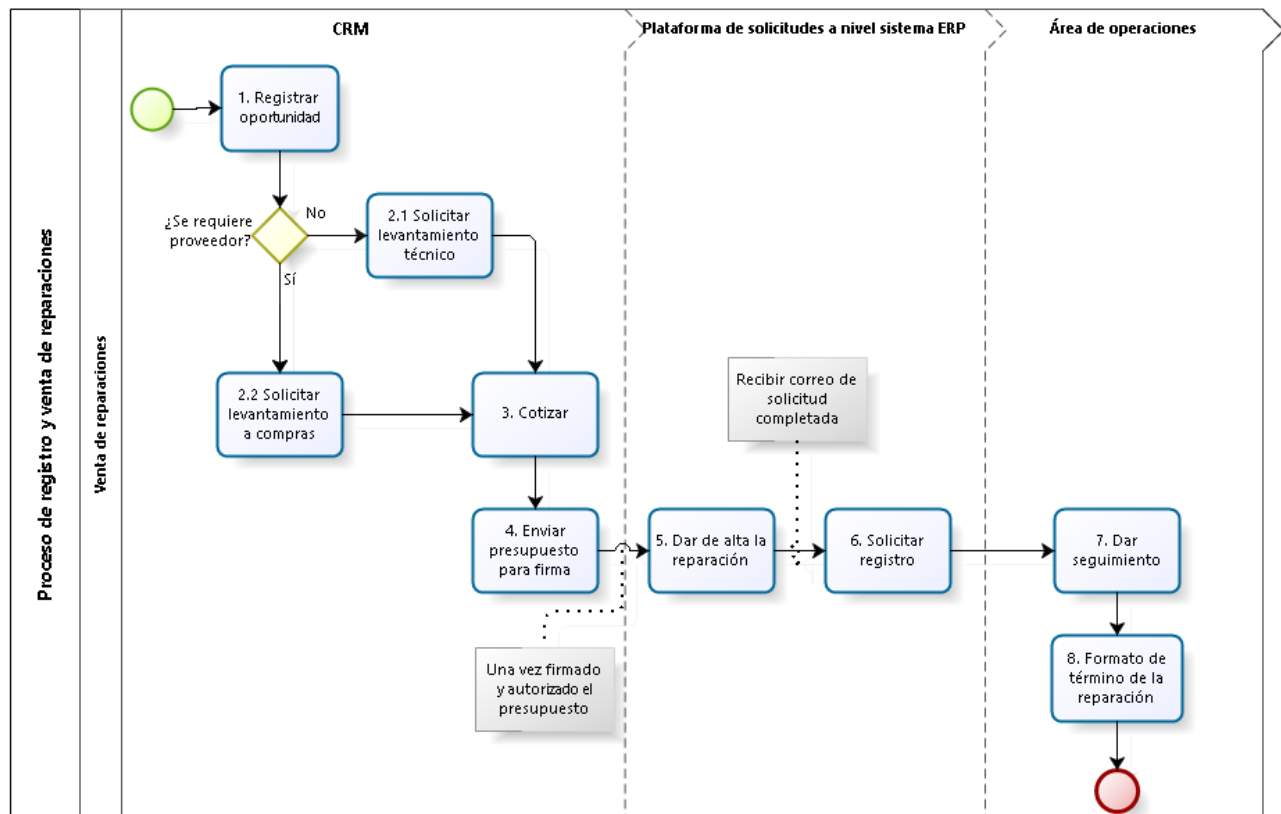 CRM
Plataforma de solicitudes a nivel sistema ERP
Área de operaciones
Proceso de registro y venta de reparaciones
Venta de reparaciones
1. Registrar
oportunidad
¿Se requiere
proveedor?
No
Sí
2.1 Solicitar
levantamiento
técnico
2.2 Solicitar
levantamiento
a compras
3. Cotizar
Recibir correo de
solicitud
completada
4. Enviar
presupuesto
para firma
5. Dar de alta la
reparación
6. Solicitar
registro
7. Dar
seguimiento
Una vez firmado
y autorizado el
presupuesto
8. Formato de
término de la
reparación